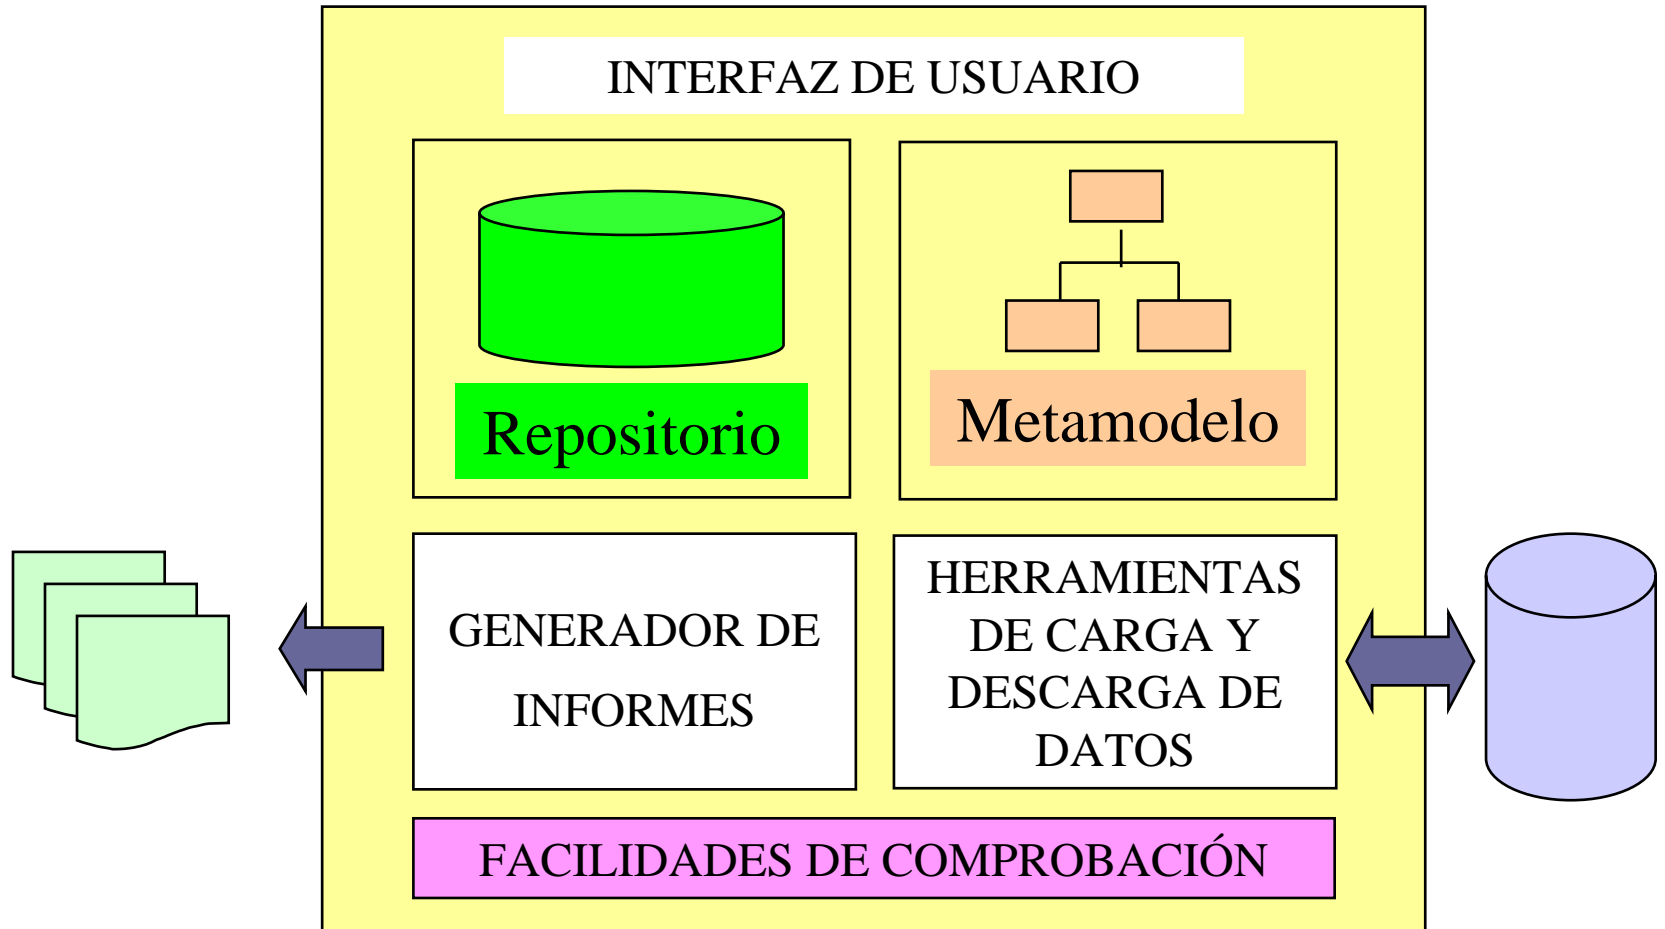 INTERFAZ DE USUARIO
Repositorio
Metamodelo
GENERADOR DE
INFORMES
HERRAMIENTAS
DE CARGA Y
DESCARGA DE
DATOS
FACILIDADES DE COMPROBACIÓN